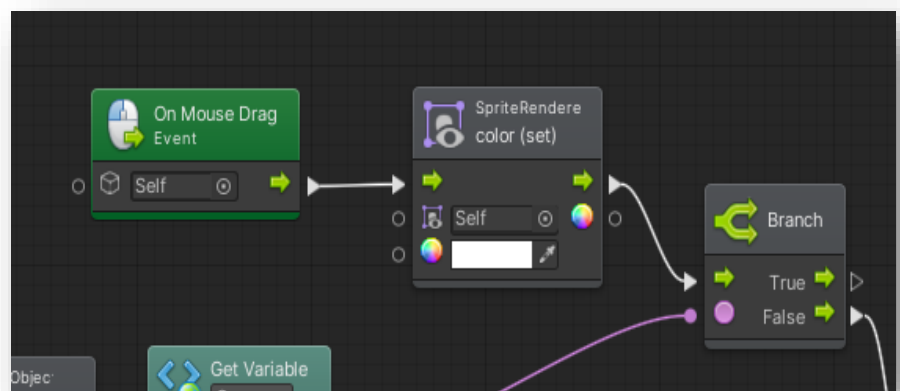 On Mouse Drag
Event
Self
SpriteRendere
color (set)
Self
Branch
True
False
Objec
Get Variable